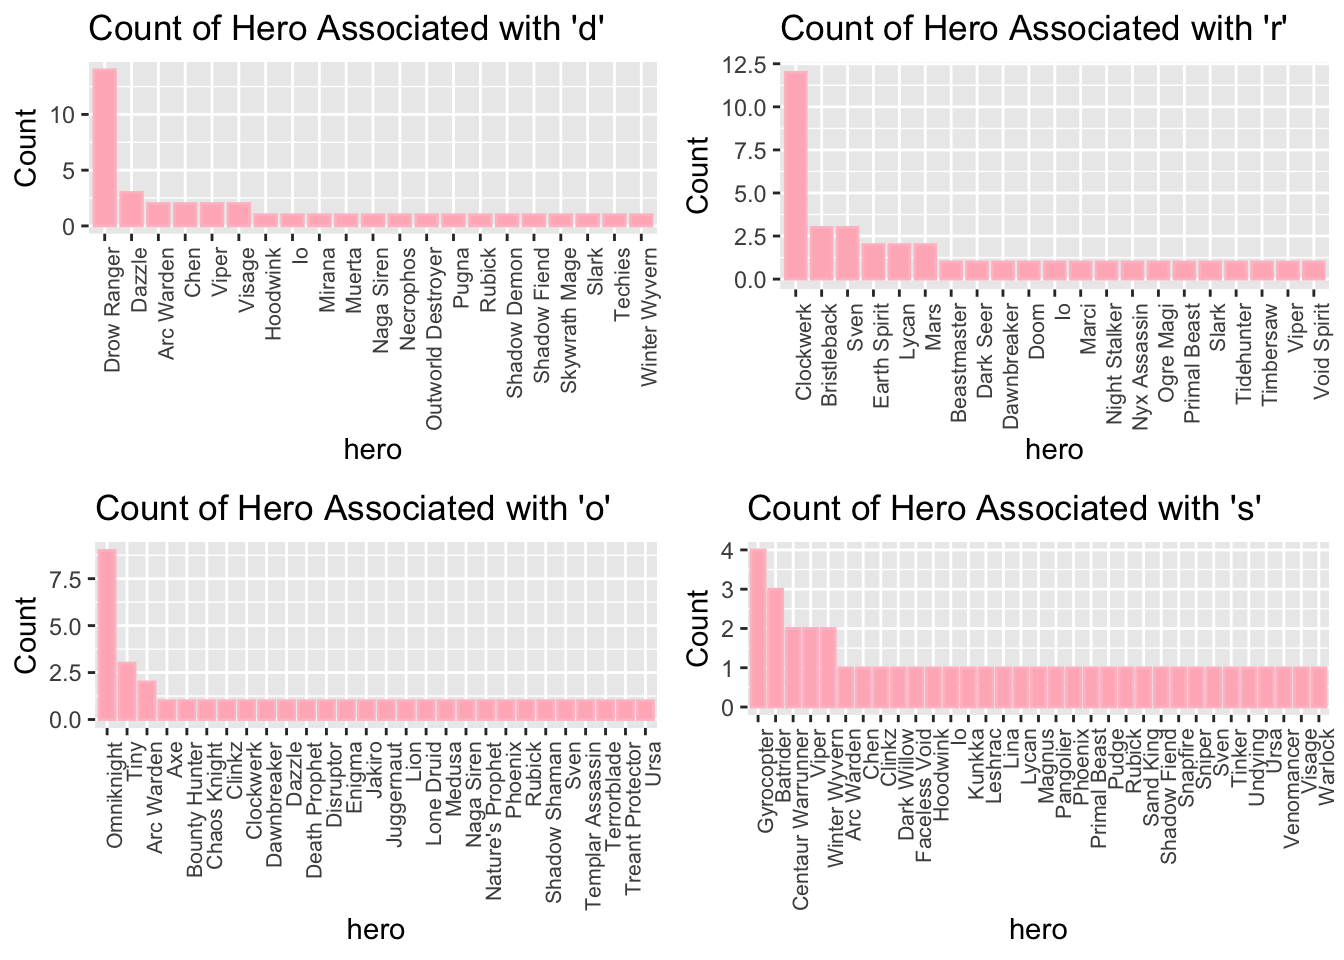 Count of Hero Associated with 'd'
Count
10
5
0
Drow Ranger
Dazzle
Arc Warden
Chen
Viper
Visage
Hoodwink
Io
Mirana
Muerta
Naga Siren
Necrophos
Outworld Destroyer
Pugna
Rubick
Shadow Demon
Shadow Fiend
Skywrath Mage
Slark
Techies
Winter Wyvern
hero
Count of Hero Associated with 'r'
Count
12.5
10.0
7.5
5.0
2.5
0.0
Clockwerk
Bristleback
Sven
Earth Spirit
Lycan
Mars
Beastmaster
Dark Seer
Dawnbreaker
Doom
Io
Marci
Night Stalker
Nyx Assassin
Ogre Magi
Primal Beast
Slark
Tidehunter
Timbersaw
Viper
Void Spirit
hero
Count of Hero Associated with 'o'
Count
7.5
5.0
2.5
0.0
Omniknight
Tiny
Arc Warden
Axe
Bounty Hunter
Chaos Knight
Clinkz
Clockwerk
Dawnbreaker
Dazzle
Death Prophet
Disruptor
Enigma
Jakiro
Juggernaut
Lion
Lone Druid
Medusa
Naga Siren
Nature's Prophet
Phoenix
Rubick
Shadow Shaman
Sven
Templar Assassin
Terrorblade
Treant Protector
Ursa
hero
Count of Hero Associated with 's'
Count
4
3
2
1
0
Gyrocopter
Batrider
Centaur Warrunner
Viper
Winter Wyvern
Arc Warden
Chen
Clinkz
Dark Willow
Faceless Void
Hoodwink
Io
Kunkka
Leshrac
Lina
Lycan
Magnus
Pangolier
Phoenix
Primal Beast
Pudge
Rubick
Sand King
Shadow Fiend
Snapfire
Sniper
Sven
Tinker
Undying
Ursa
Venomancer
Visage
Warlock
hero